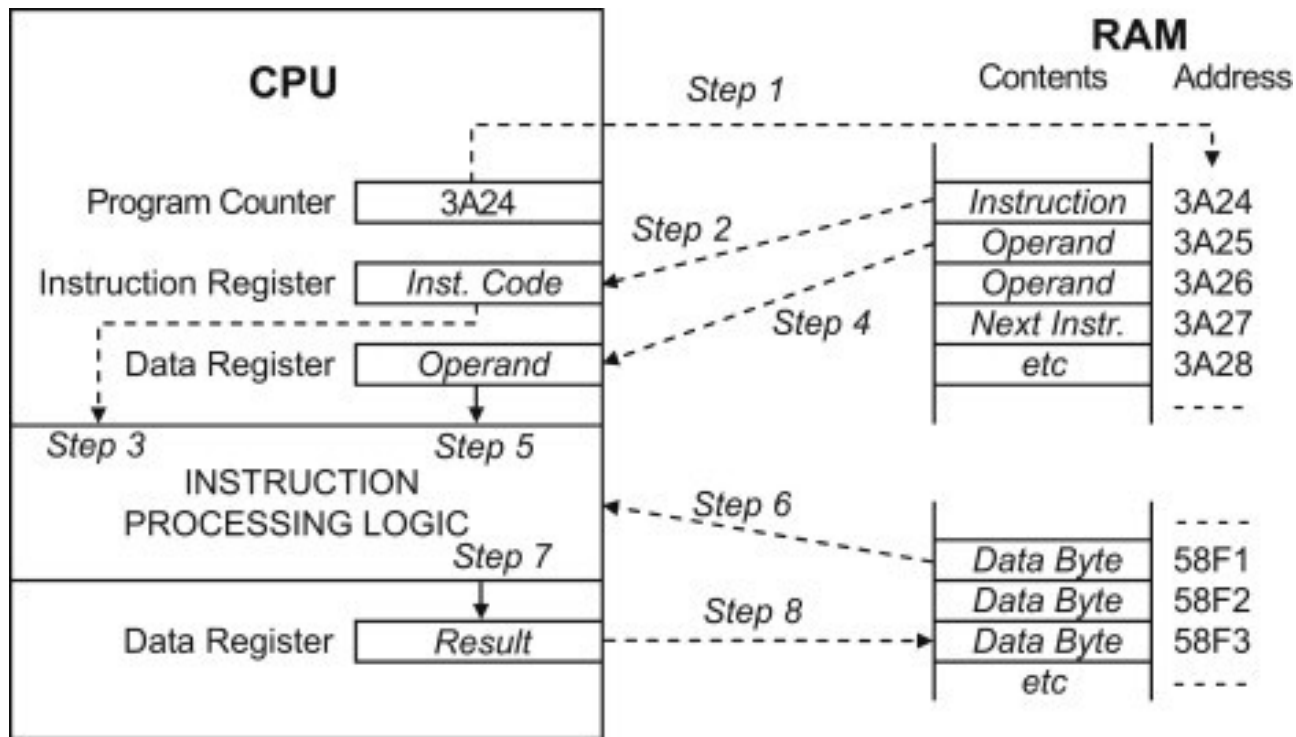 RAM
CPU
Contents Address
Step 1
Program Counter 3A24
Instruction 3A24
Step 2
Operand 3A25
Instruction Register Inst. Code
Operand 3A26
Step 4
Next Instr. 3A27
Data Register Operand
etc 3A28
-----
Step 3 Step 5
INSTRUCTION
PROCESSING LOGIC
Step 6
-----
Step 7
Data Byte 58F1
Data Byte 58F2
Step 8
Data Register Result
Data Byte 58F3
etc -----